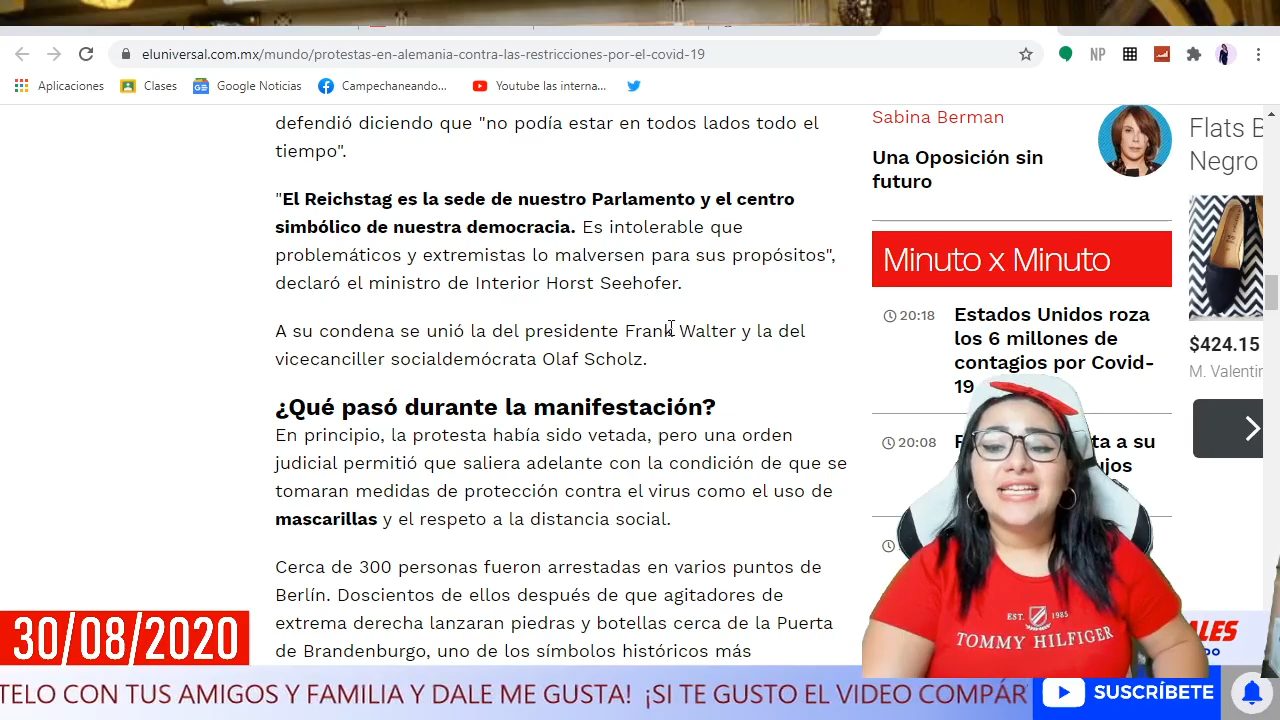 eluniversal.com.mx/mundo/protestas-en-alemania-contra-las-restricciones-por-el-covid-19
NP
Aplicaciones
Clases
Google Noticias
Campechaneando...
Youtube las interna...
defendió diciendo que "no podía estar en todos lados todo el
tiempo".
"El Reichstag es la sede de nuestro Parlamento y el centro
simbólico de nuestra democracia. Es intolerable que
problemáticos y extremistas lo malversen para sus propósitos",
declaró el ministro de Interior Horst Seehofer.
A su condena se unió la del presidente Frank Walter y la del
vicecanciller socialdemócrata Olaf Scholz.
¿Qué pasó durante la manifestación?
En principio, la protesta había sido vetada, pero una orden
judicial permitió que saliera adelante con la condición de que se
tomaran medidas de protección contra el virus como el uso de
mascarillas y el respeto a la distancia social.
Cerca de 300 personas fueron arrestadas en varios puntos de
Berlín. Doscientos de ellos después de que agitadores de
extrema derecha lanzaran piedras y botellas cerca de la Puerta
de Brandenburgo, uno de los símbolos históricos más
Sabina Berman
Una Oposición sin
futuro
Minuto x Minuto
20:18
Estados Unidos roza
los 6 millones de
contagios por Covid-
19
20:08
ta a su
ujos
Flats B
Negro
$424.15
M. Valentin
EST. 1985
TOMMY HILFIGER
30/08/2020
ALES
DO
TELO CON TUS AMIGOS Y FAMILIA Y DALE ME GUSTA! ¡SI TE GUSTO EL VIDEO COMPÁR
SUSCRÍBETE